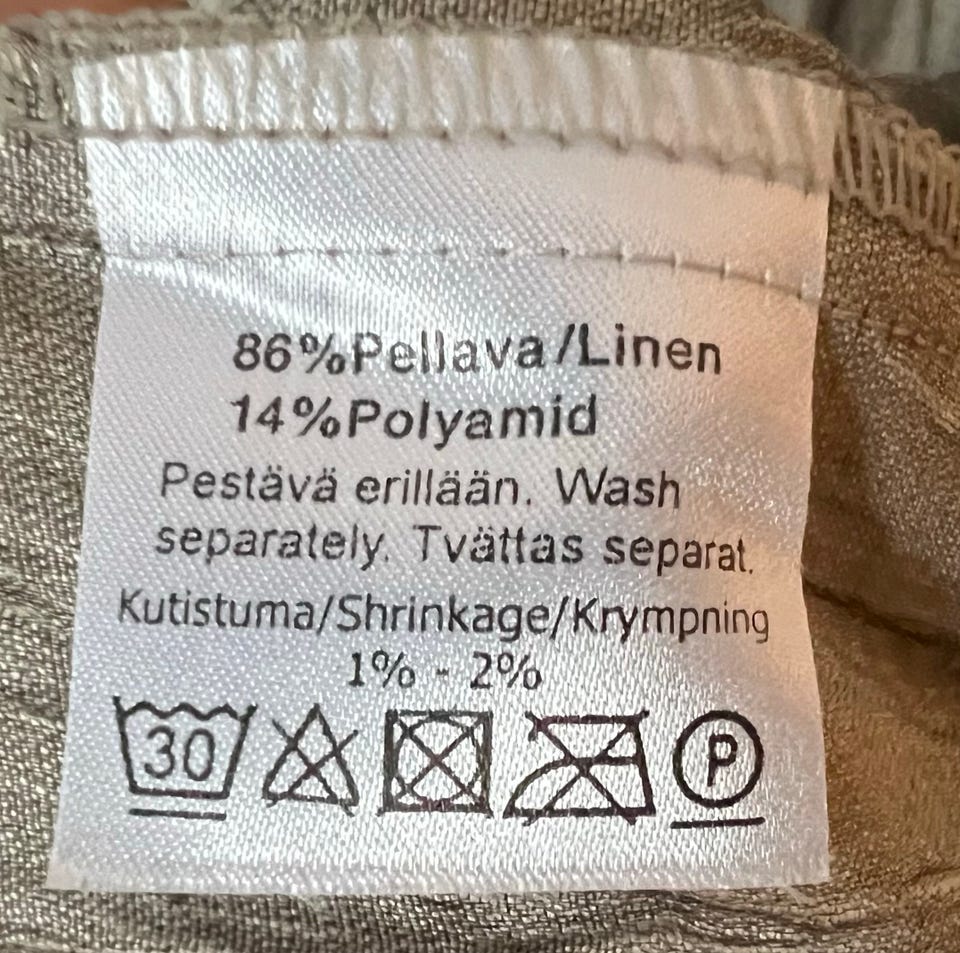 86%Pellava/Linen
14%Polyamid
Pestävä erillään. Wash
separately. Tvättas separat.
Kutistuma/Shrinkage/Krympning
1% - 2%
30 P